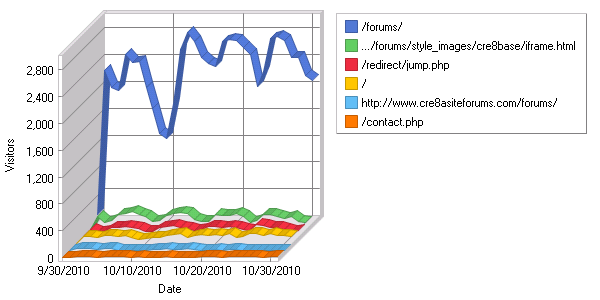 /forums/
.../forums/style_images/cre8base/iframe.html
/redirect/jump.php
/
http://www.cre8asiteforums.com/forums/
/contact.php
Visitors
2,800
2,400
2,000
1,600
1,200
800
400
0
9/30/2010 10/10/2010 10/20/2010 10/30/2010
Date